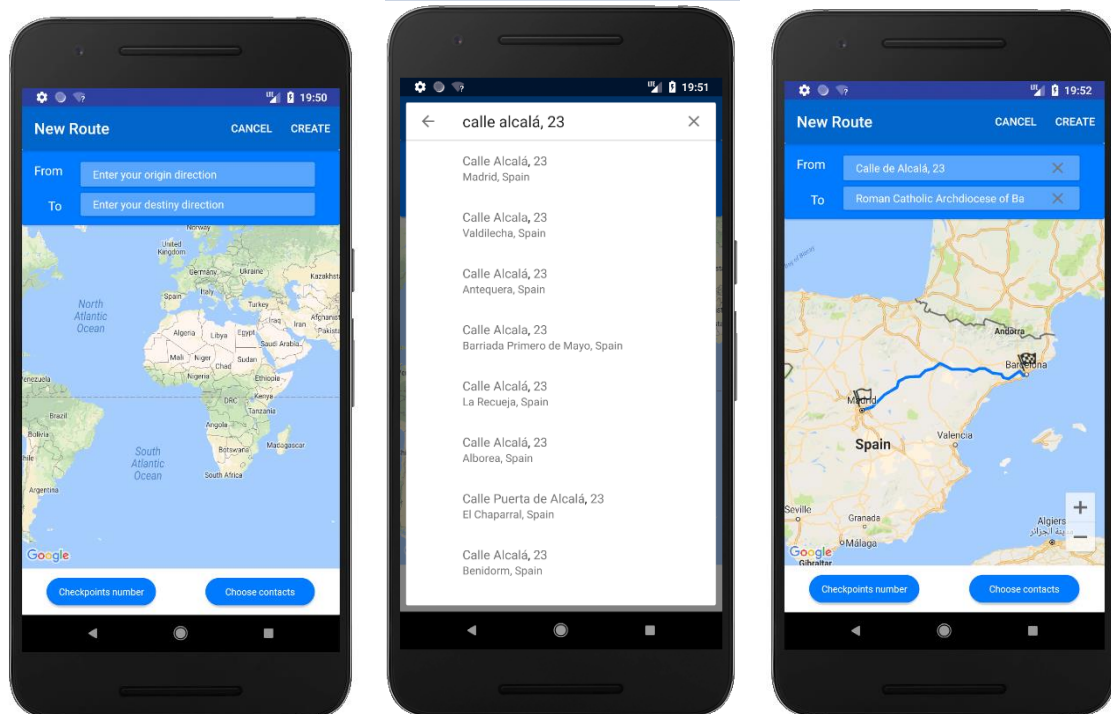 19:50
New Route
CANCEL CREATE
From
Enter your origin direction
To
Enter your destiny direction
Norway
United
Kingdom
Germany
Ukraine
Kazakhst
Spain
Italy
Turkey
North
Atlantic
Ocean
Iraq
Iran
Afghanist
Pakista
Algeria
Libya
Egypt
Saudi Arabia
Mali
Niger
Chad
Sudan
Nigeria
Ethiopia
enezuela
DRC
Kenya
Tanzania
Brazil
Angola
Bolivia
South
Atlantic
Ocean
Botswana
Madagascar
hile
South Africa
Argentina
Google
Checkpoints number
Choose contacts
19:51
calle alcalá, 23
Calle Alcalá, 23
Madrid, Spain
Calle Alcala, 23
Valdilecha, Spain
Calle Alcalá, 23
Antequera, Spain
Calle Alcala, 23
Barriada Primero de Mayo, Spain
Calle Alcalá, 23
La Recueja, Spain
Calle Alcalá, 23
Alborea, Spain
Calle Puerta de Alcalá, 23
El Chaparral, Spain
Calle Alcalá, 23
Benidorm, Spain
19:52
New Route
CANCEL CREATE
From
Calle de Alcalá, 23
To
Roman Catholic Archdiocese of Ba
Andorra
Barcelona
Madrid
Spain
Valencia
Seville
Granada
Málaga
Algiers
مدينة الجزائر
Google
Gibraltar
Checkpoints number
Choose contacts